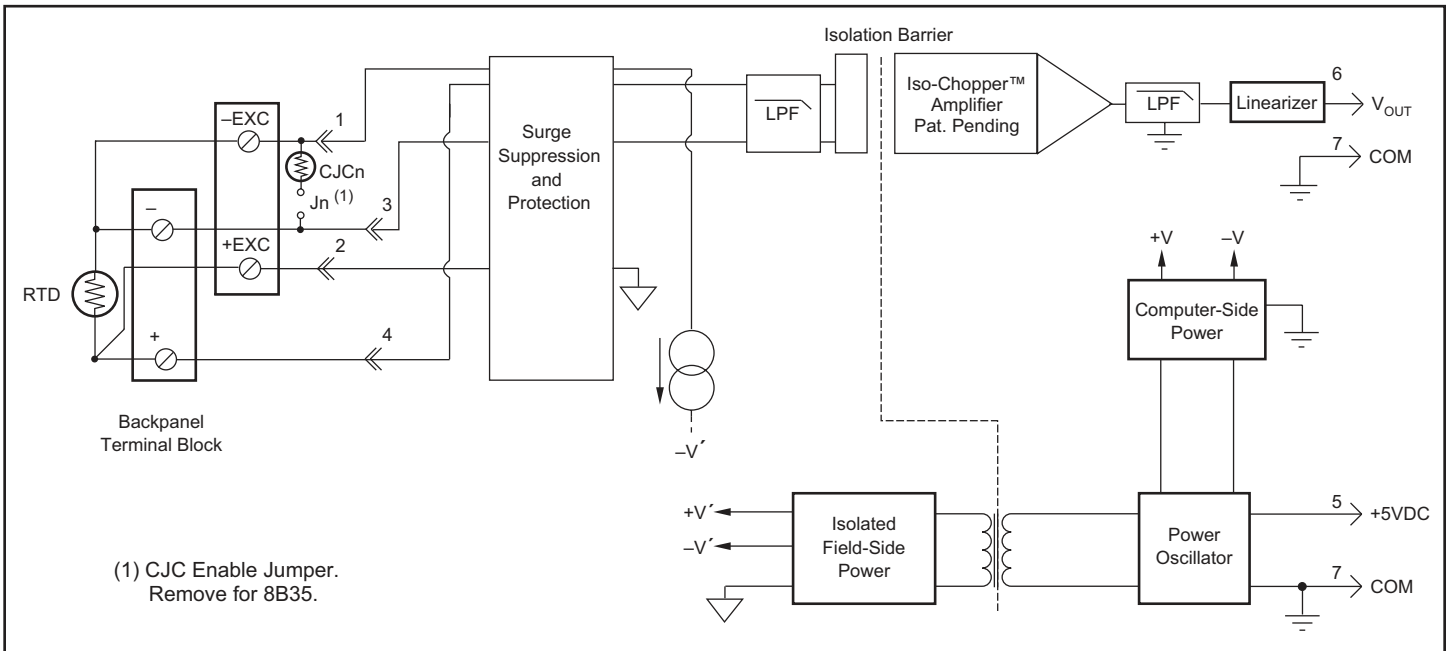 Isolation Barrier
–EXC
1
CJCn
Jn (1)
3
–
+EXC
2
RTD
+
4
Backpanel
Terminal Block
Surge
Suppression
and
Protection
LPF
Iso-Chopper™
Amplifier
Pat. Pending
LPF
Linearizer
6
VOUT
7
COM
–V´
+V
–V
Computer-Side
Power
+V´
–V´
Isolated
Field-Side
Power
Power
Oscillator
5
+5VDC
7
COM
(1) CJC Enable Jumper.
Remove for 8B35.